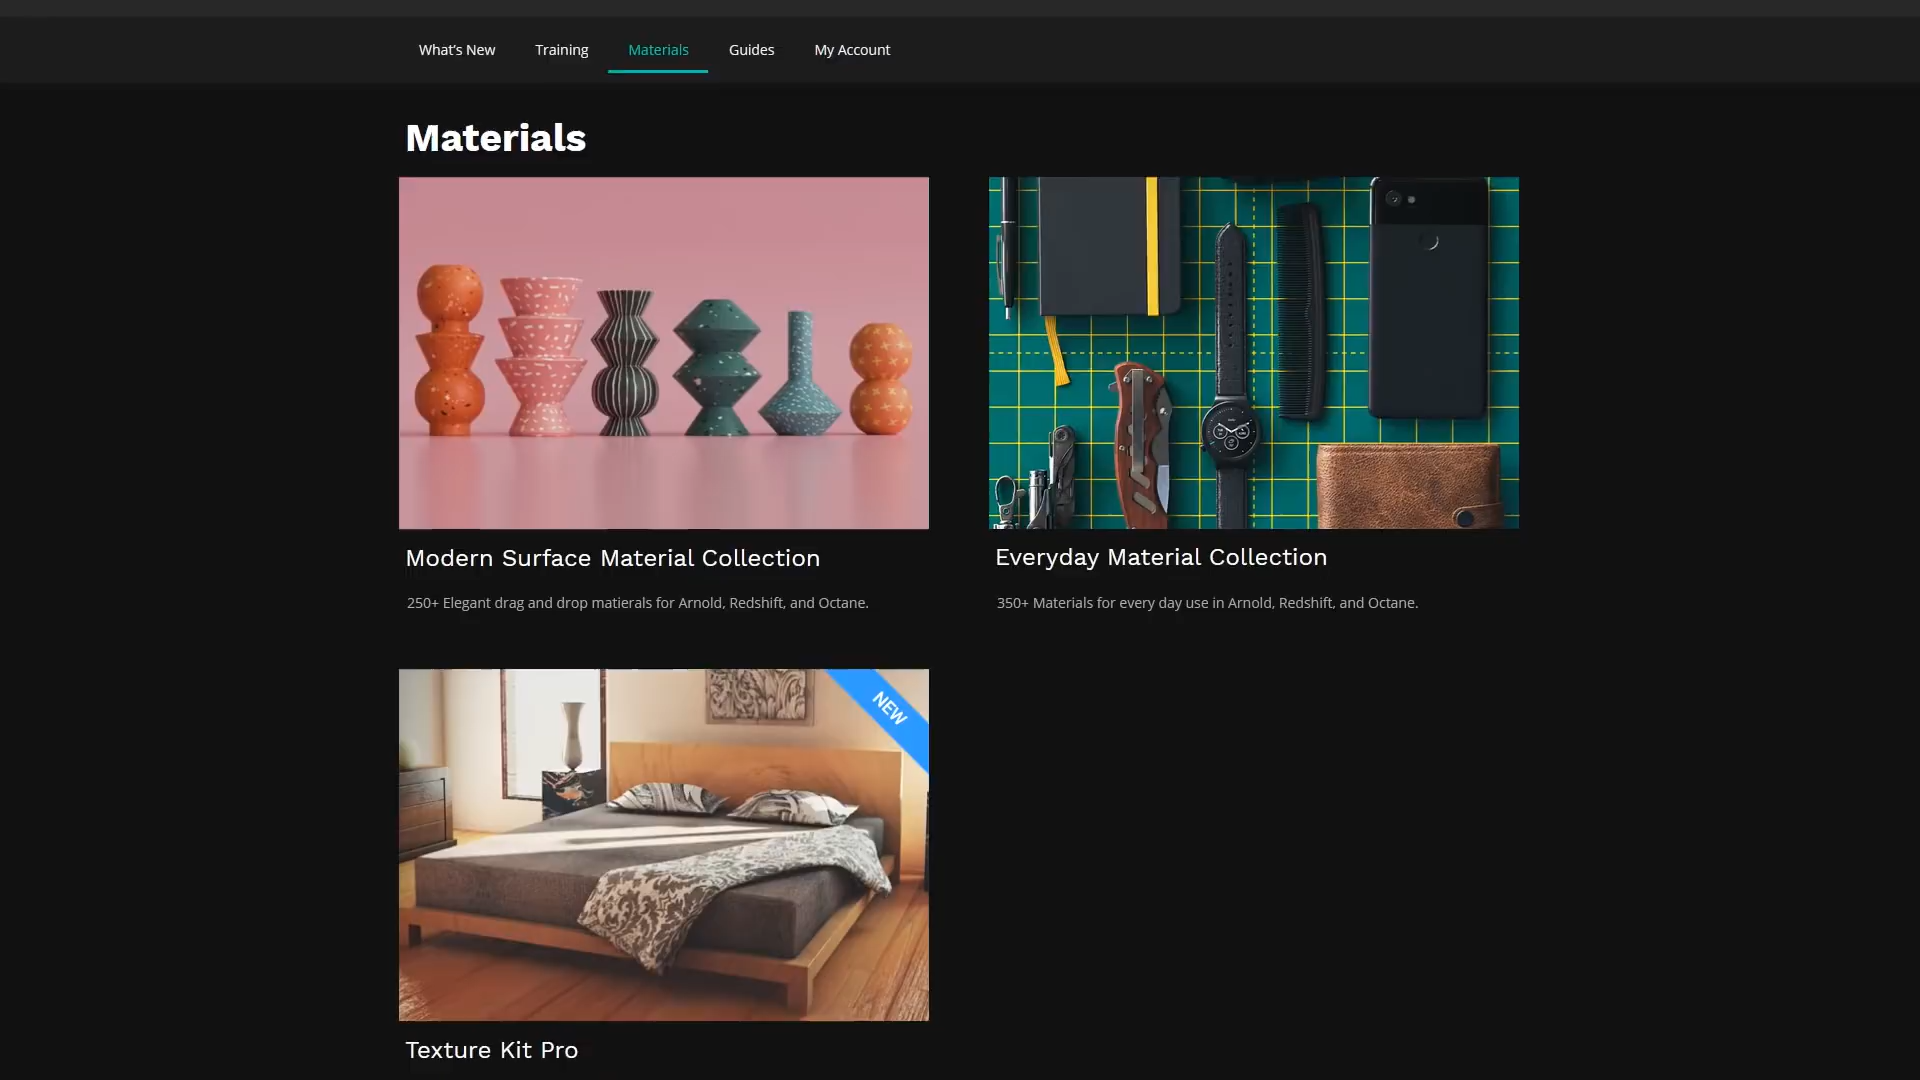 What's New
Training
Materials
Guides
My Account
Materials
Modern Surface Material Collection
250+ Elegant drag and drop matierals for Arnold, Redshift, and Octane.
Everyday Material Collection
350+ Materials for every day use in Arnold, Redshift, and Octane.
NEW
Texture Kit Pro